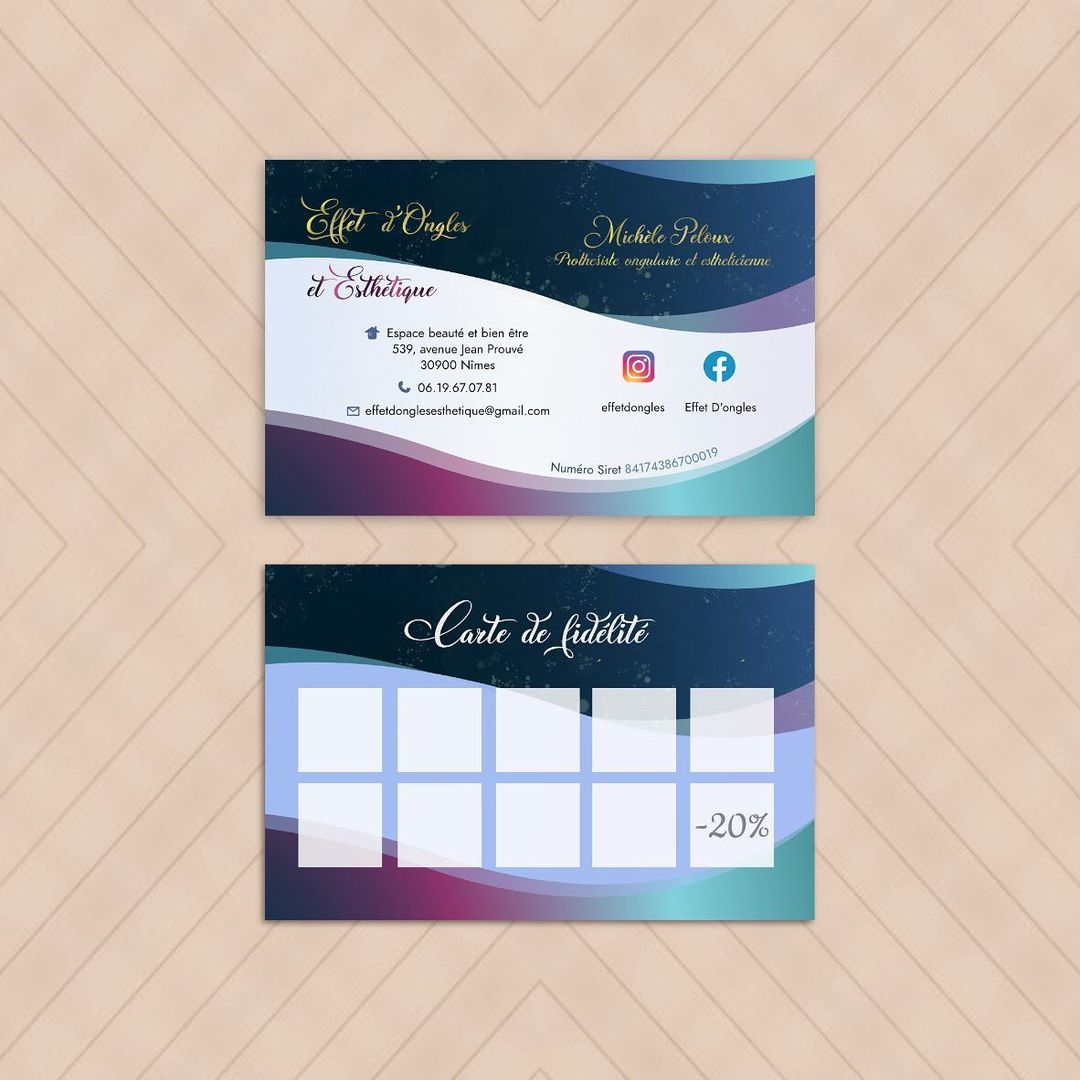 Effet d'Ongles
et Esthétique
Michèle Peloux
Prothésiste ongulaire et esthéticienne
Espace beauté et bien être
539, avenue Jean Prouvé
30900 Nîmes
06.19.67.07.81
effetdonglesesthetique@gmail.com
effetdongles
Effet D'ongles
Numéro Siret 84174386700019
Carte de fidélité
-20%